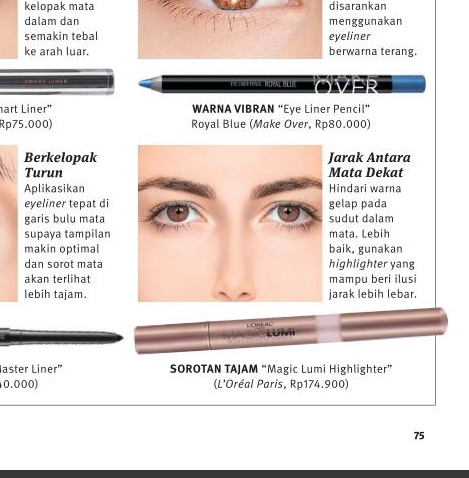 kelopak mata
dalam dan
semakin tebal
ke arah luar.
disarankan
menggunakan
eyeliner
berwarna terang.
SMART LINER
EYE LINER PENCIL ROYAL BLUE
MAKE
OVER
Liner”
Rp75.000)
WARNA VIBRAN “Eye Liner Pencil”
Royal Blue (Make Over, Rp80.000)
Berkelopak
Turun
Aplikasikan
eyeliner tepat di
garis bulu mata
supaya tampilan
makin optimal
dan sorot mata
akan terlihat
lebih tajam.
Jarak Antara
Mata Dekat
Hindari warna
gelap pada
sudut dalam
mata. Lebih
baik, gunakan
highlighter yang
mampu beri ilusi
jarak lebih lebar.
L'ORÉAL
LUMI
Liner”
0.000)
SOROTAN TAJAM “Magic Lumi Highlighter”
(L’Oréal Paris, Rp174.900)
75